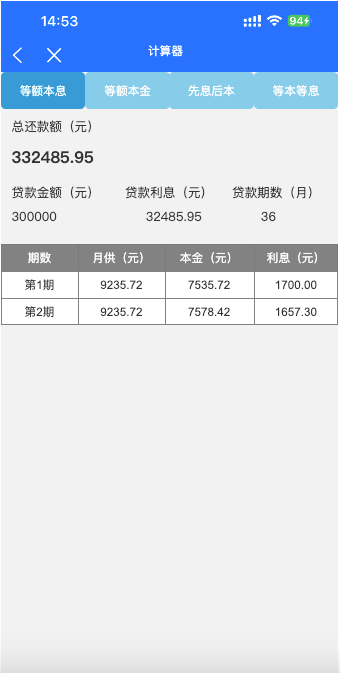 14:53 94
计算器
等额本息 等额本金 先息后本 等本等息
总还款额（元）
332485.95
贷款金额（元） 贷款利息（元） 贷款期数（月）
300000 32485.95 36
期数 月供（元） 本金（元） 利息（元）
第1期 9235.72 7535.72 1700.00
第2期 9235.72 7578.42 1657.30